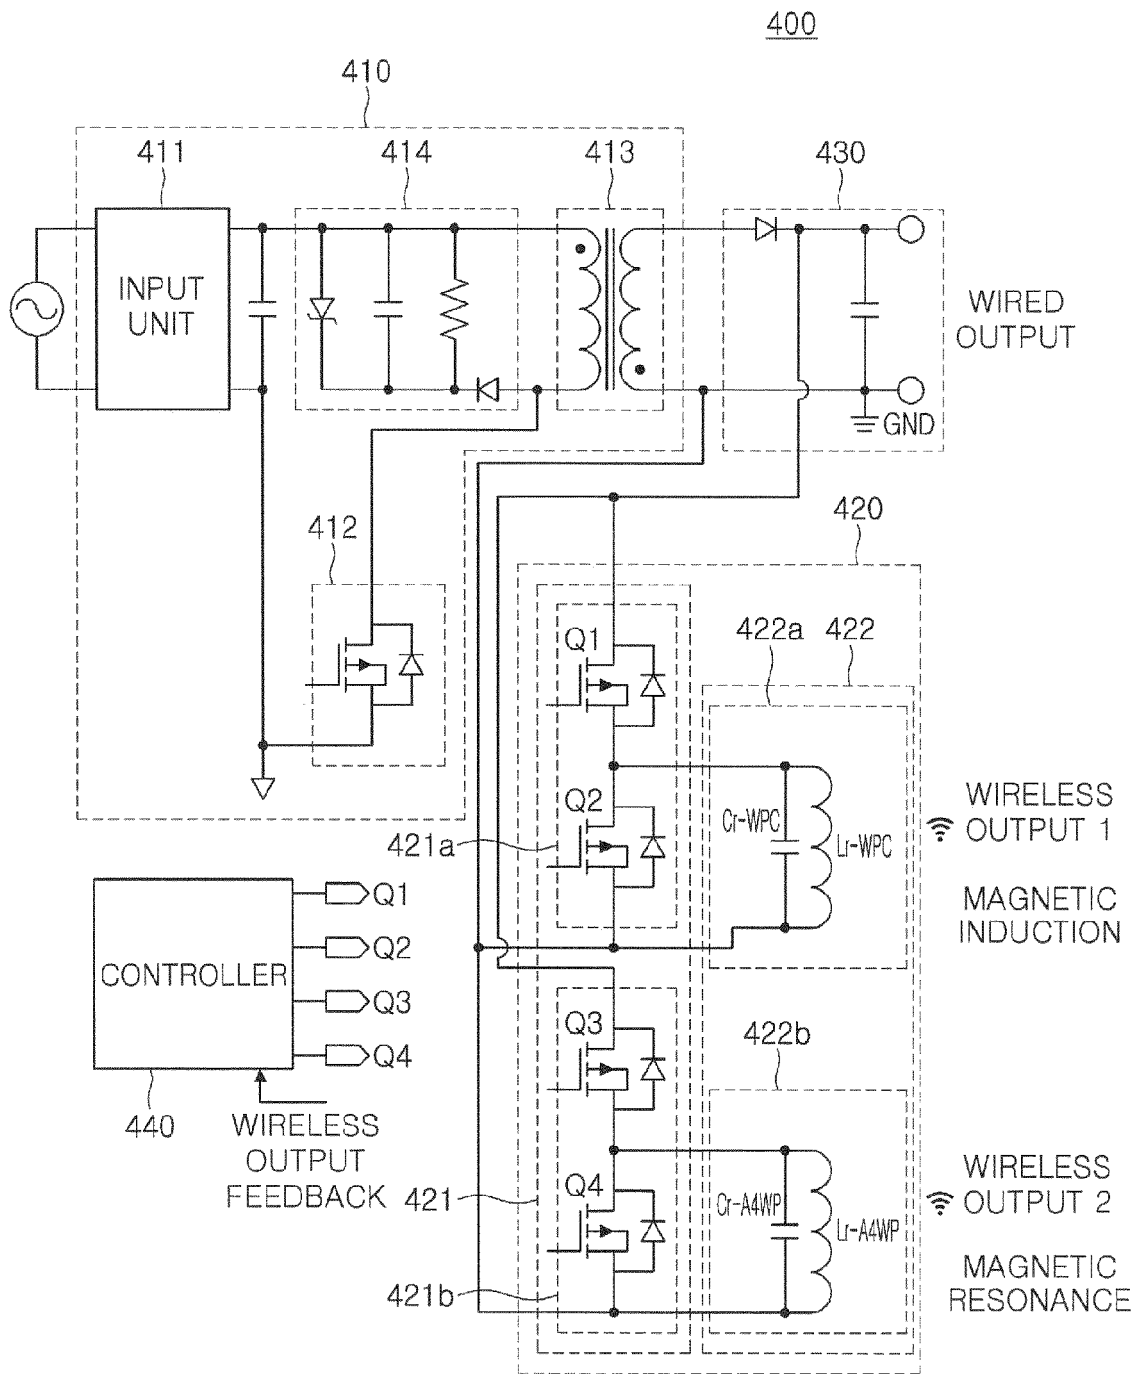 400
410
411
414
413
430
INPUT
UNIT
WIRED
OUTPUT
GND
412
420
Q1
422a
422
Q2
421a
Cr-WPC
Lr-WPC
WIRELESS
OUTPUT 1
MAGNETIC
INDUCTION
CONTROLLER
Q1
Q2
Q3
Q4
440
WIRELESS
OUTPUT
FEEDBACK
Q3
422b
Q4
421
421b
Cr-A4WP
Lr-A4WP
WIRELESS
OUTPUT 2
MAGNETIC
RESONANCE